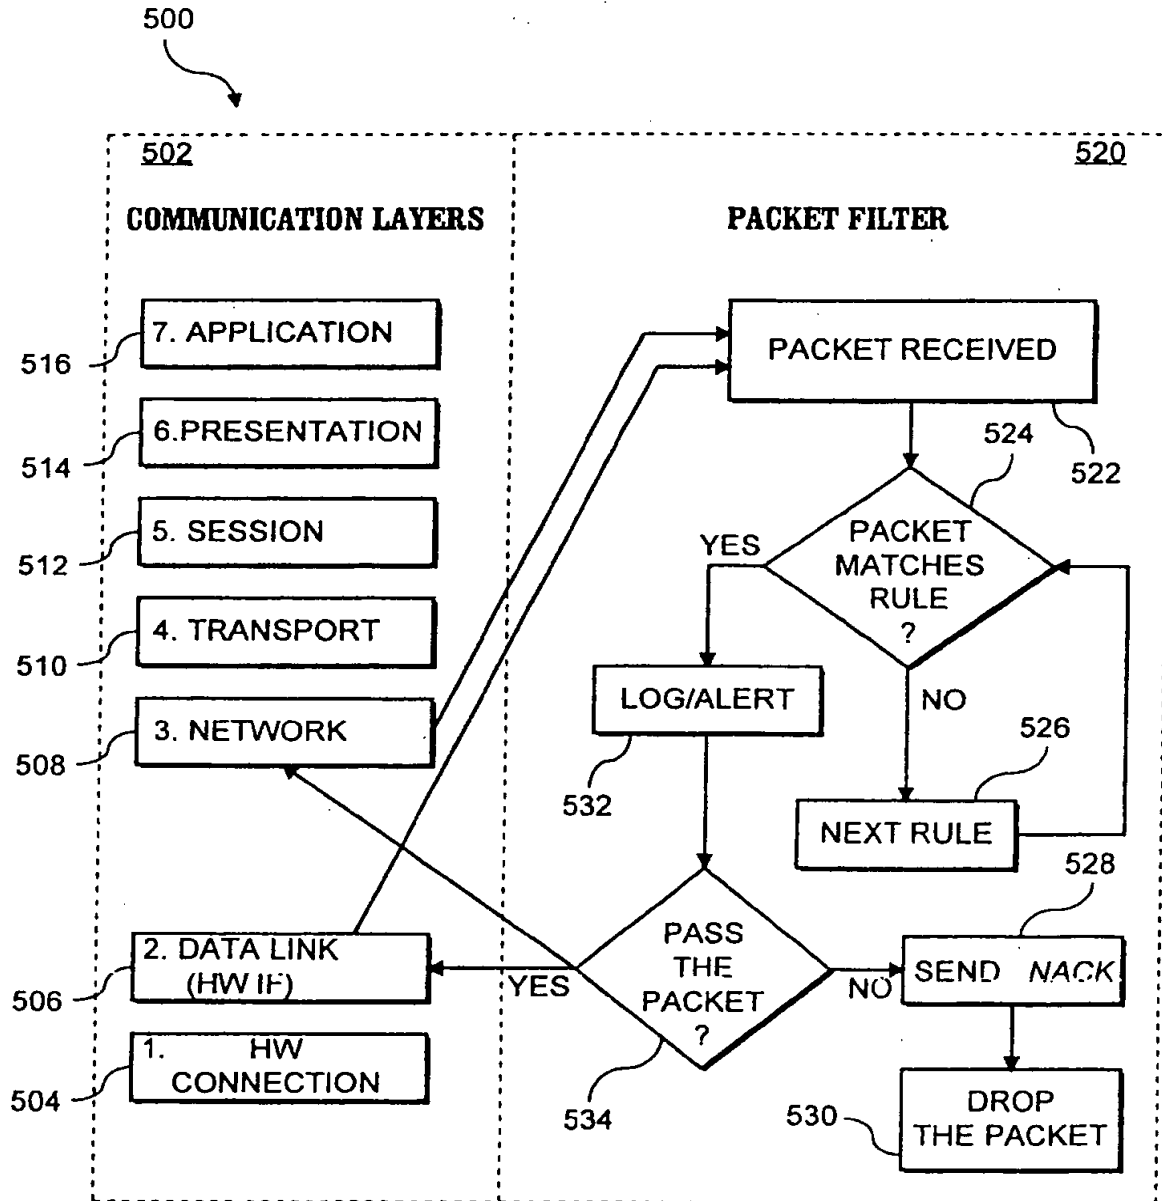 500
502
520
COMMUNICATION LAYERS
PACKET FILTER
7. APPLICATION
516
6.PRESENTATION
514
5. SESSION
512
4. TRANSPORT
510
3. NETWORK
508
2. DATA LINK
(HW IF)
506
1. HW
CONNECTION
504
PACKET RECEIVED
522
524
PACKET
MATCHES
RULE
?
YES
NO
LOG/ALERT
532
526
NEXT RULE
528
PASS
THE
PACKET
?
YES
NO
534
SEND NACK
DROP
THE PACKET
530